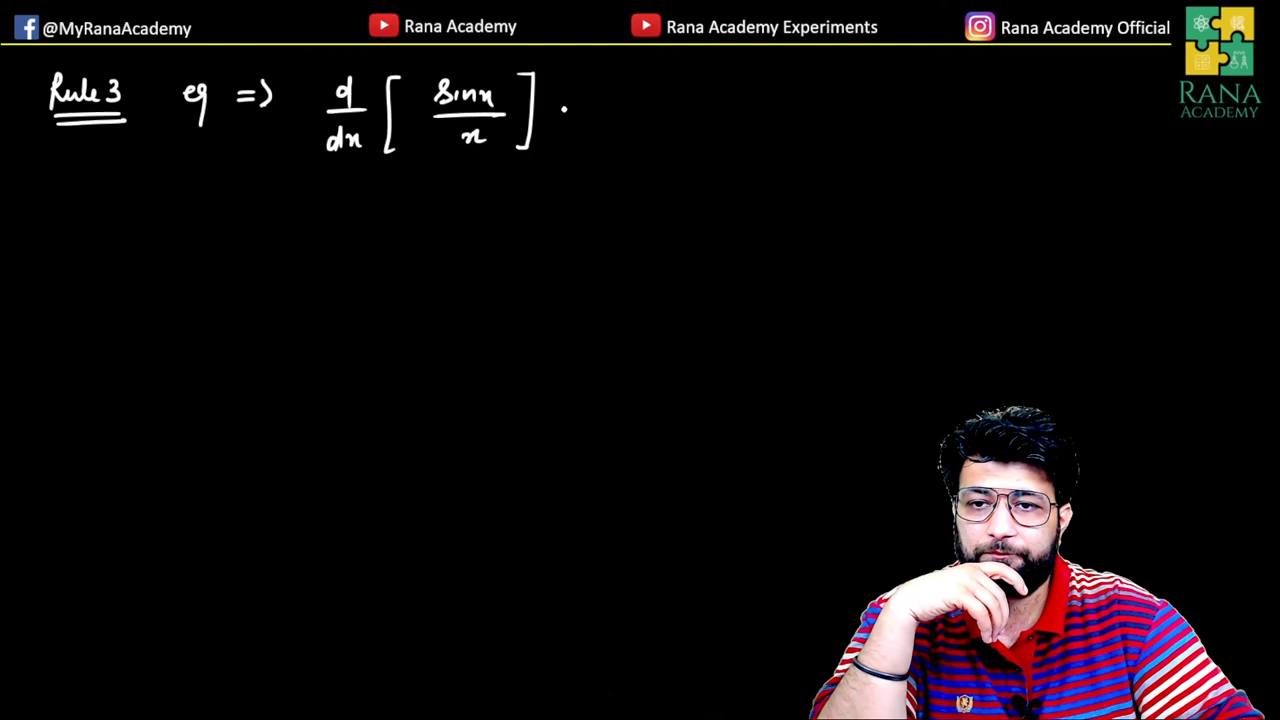 @MyRanaAcademy
Rana Academy
Rana Academy Experiments
Rana Academy Official
RANA
ACADEMY
Rule 3 eg => d/dx [ sinx/x ] .